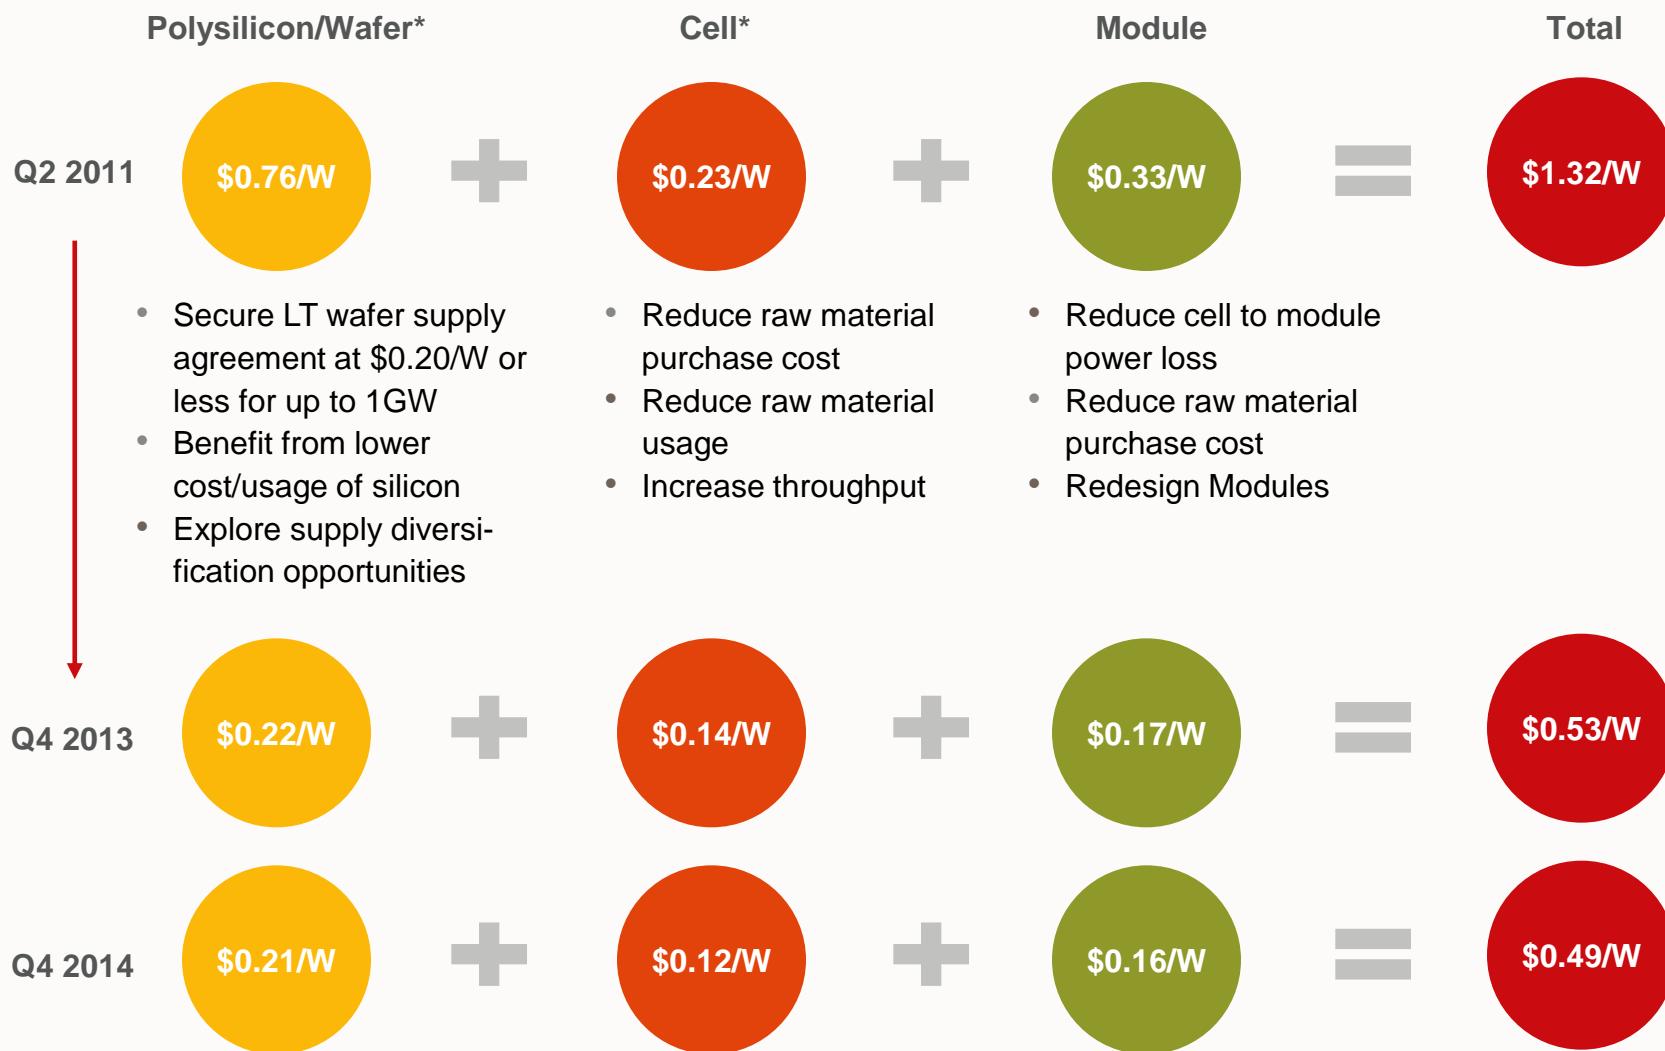 Polysilicon/Wafer*
Cell*
Module
Total
Q2 2011
$0.76/W
$0.23/W
$0.33/W
$1.32/W
• Secure LT wafer supply
agreement at $0.20/W or
less for up to 1GW
• Benefit from lower
cost/usage of silicon
• Explore supply diversi-
fication opportunities
• Reduce raw material
purchase cost
• Reduce raw material
usage
• Increase throughput
• Reduce cell to module
power loss
• Reduce raw material
purchase cost
• Redesign Modules
Q4 2013
$0.22/W
$0.14/W
$0.17/W
$0.53/W
Q4 2014
$0.21/W
$0.12/W
$0.16/W
$0.49/W